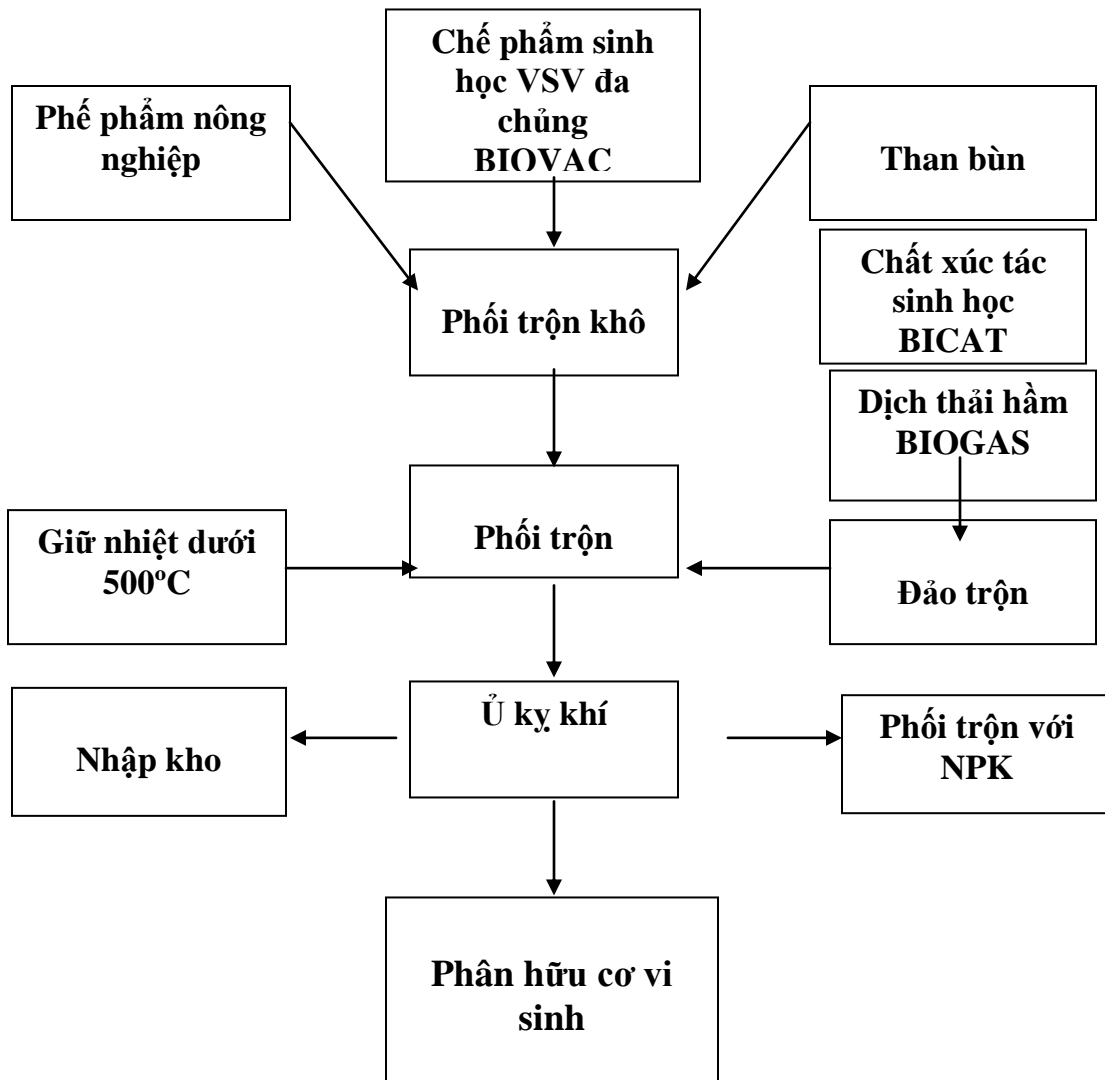 Chế phẩm sinh
học VSV đa
chủng
BIOVAC
Phế phẩm nông
nghiệp
Than bùn
Chất xúc tác
sinh học
BICAT
Phối trộn khô
Dịch thải hầm
BIOGAS
Giữ nhiệt dưới
500ºC
Phối trộn
Đảo trộn
Ủ kỵ khí
Nhập kho
Phối trộn với
NPK
Phân hữu cơ vi
sinh